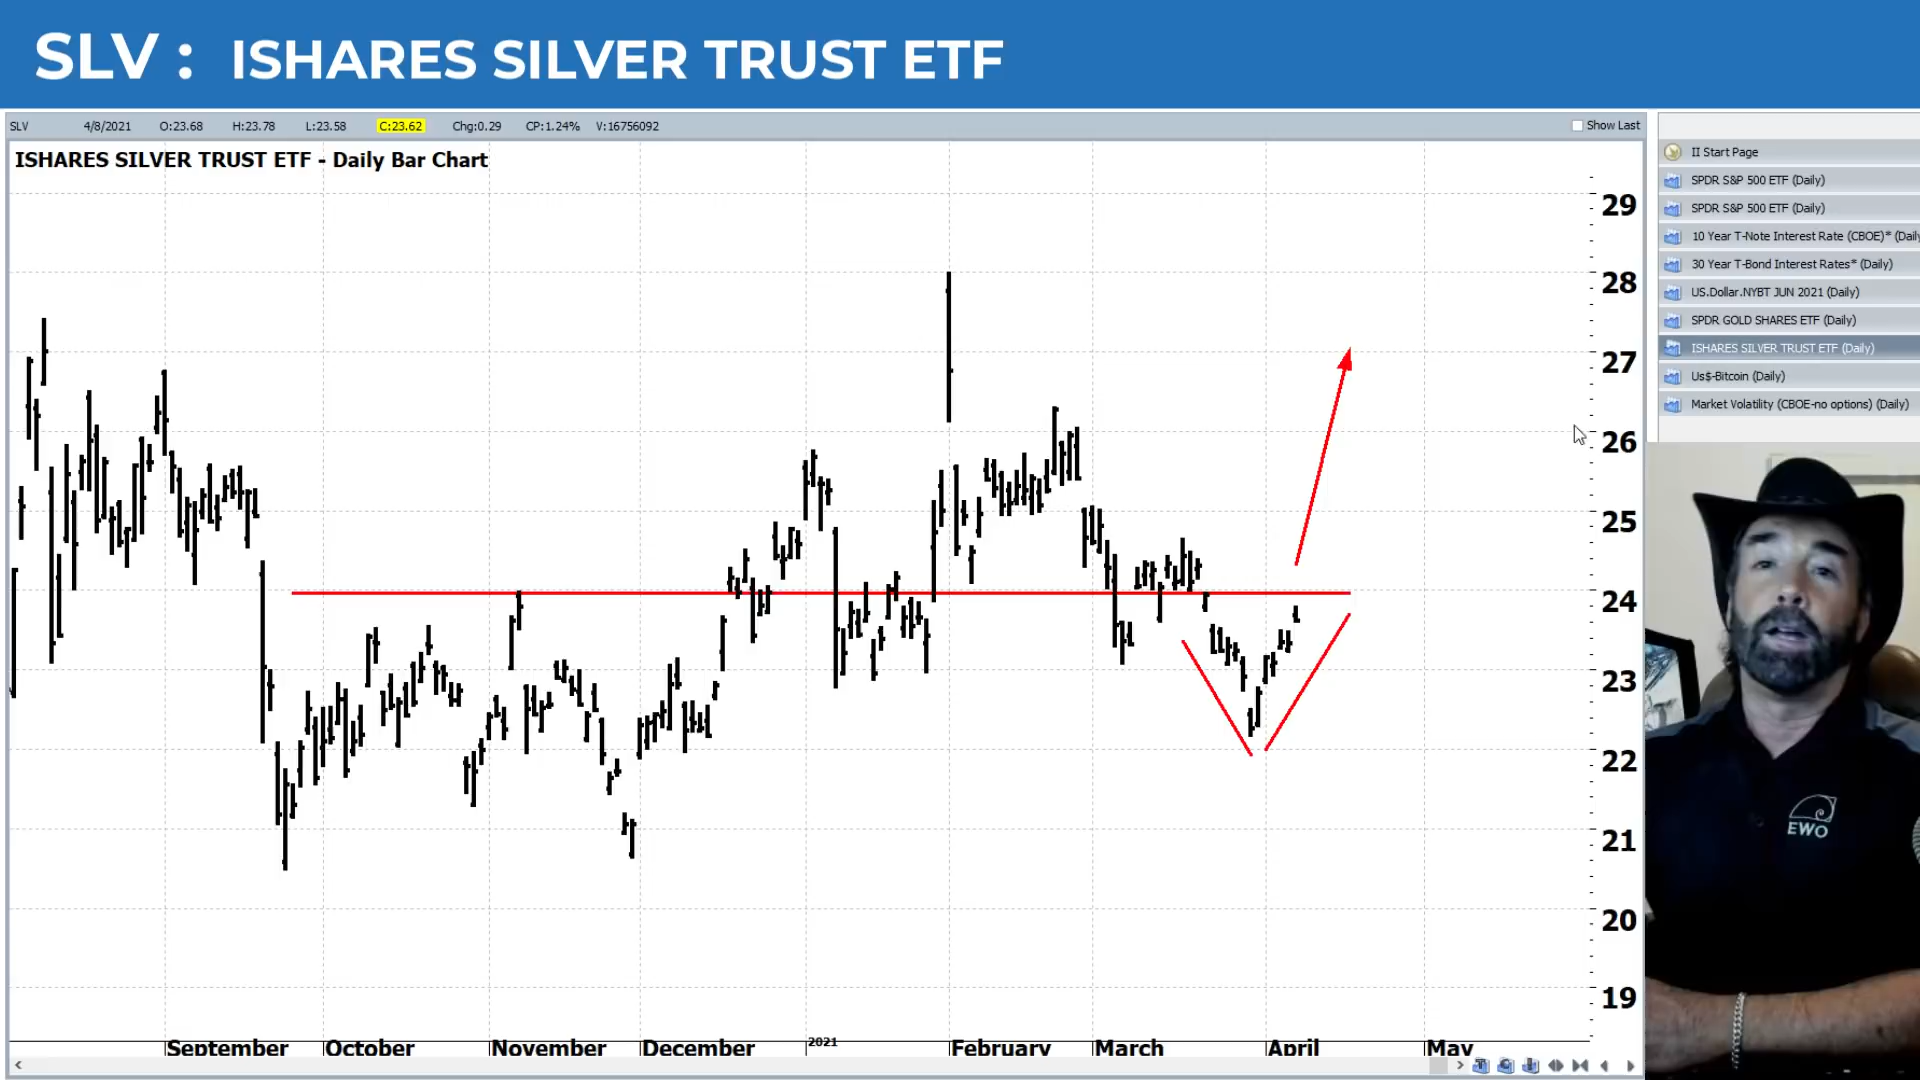 SLV : ISHARES SILVER TRUST ETF
SLV 4/8/2021 O:23.68 H:23.78 L:23.58 C:23.62 Chg:0.29 CP:1.24% V:16756092 Show Last
ISHARES SILVER TRUST ETF - Daily Bar Chart
29
28
27
26
25
24
23
22
21
20
19
September October November December 2021 February March April May
II Start Page
SPDR S&P 500 ETF (Daily)
SPDR S&P 500 ETF (Daily)
10 Year T-Note Interest Rate (CBOE)* (Daily
30 Year T-Bond Interest Rates* (Daily)
US.Dollar.NYBT JUN 2021 (Daily)
SPDR GOLD SHARES ETF (Daily)
ISHARES SILVER TRUST ETF (Daily)
Us$-Bitcoin (Daily)
Market Volatility (CBOE-no options) (Daily)
EWO